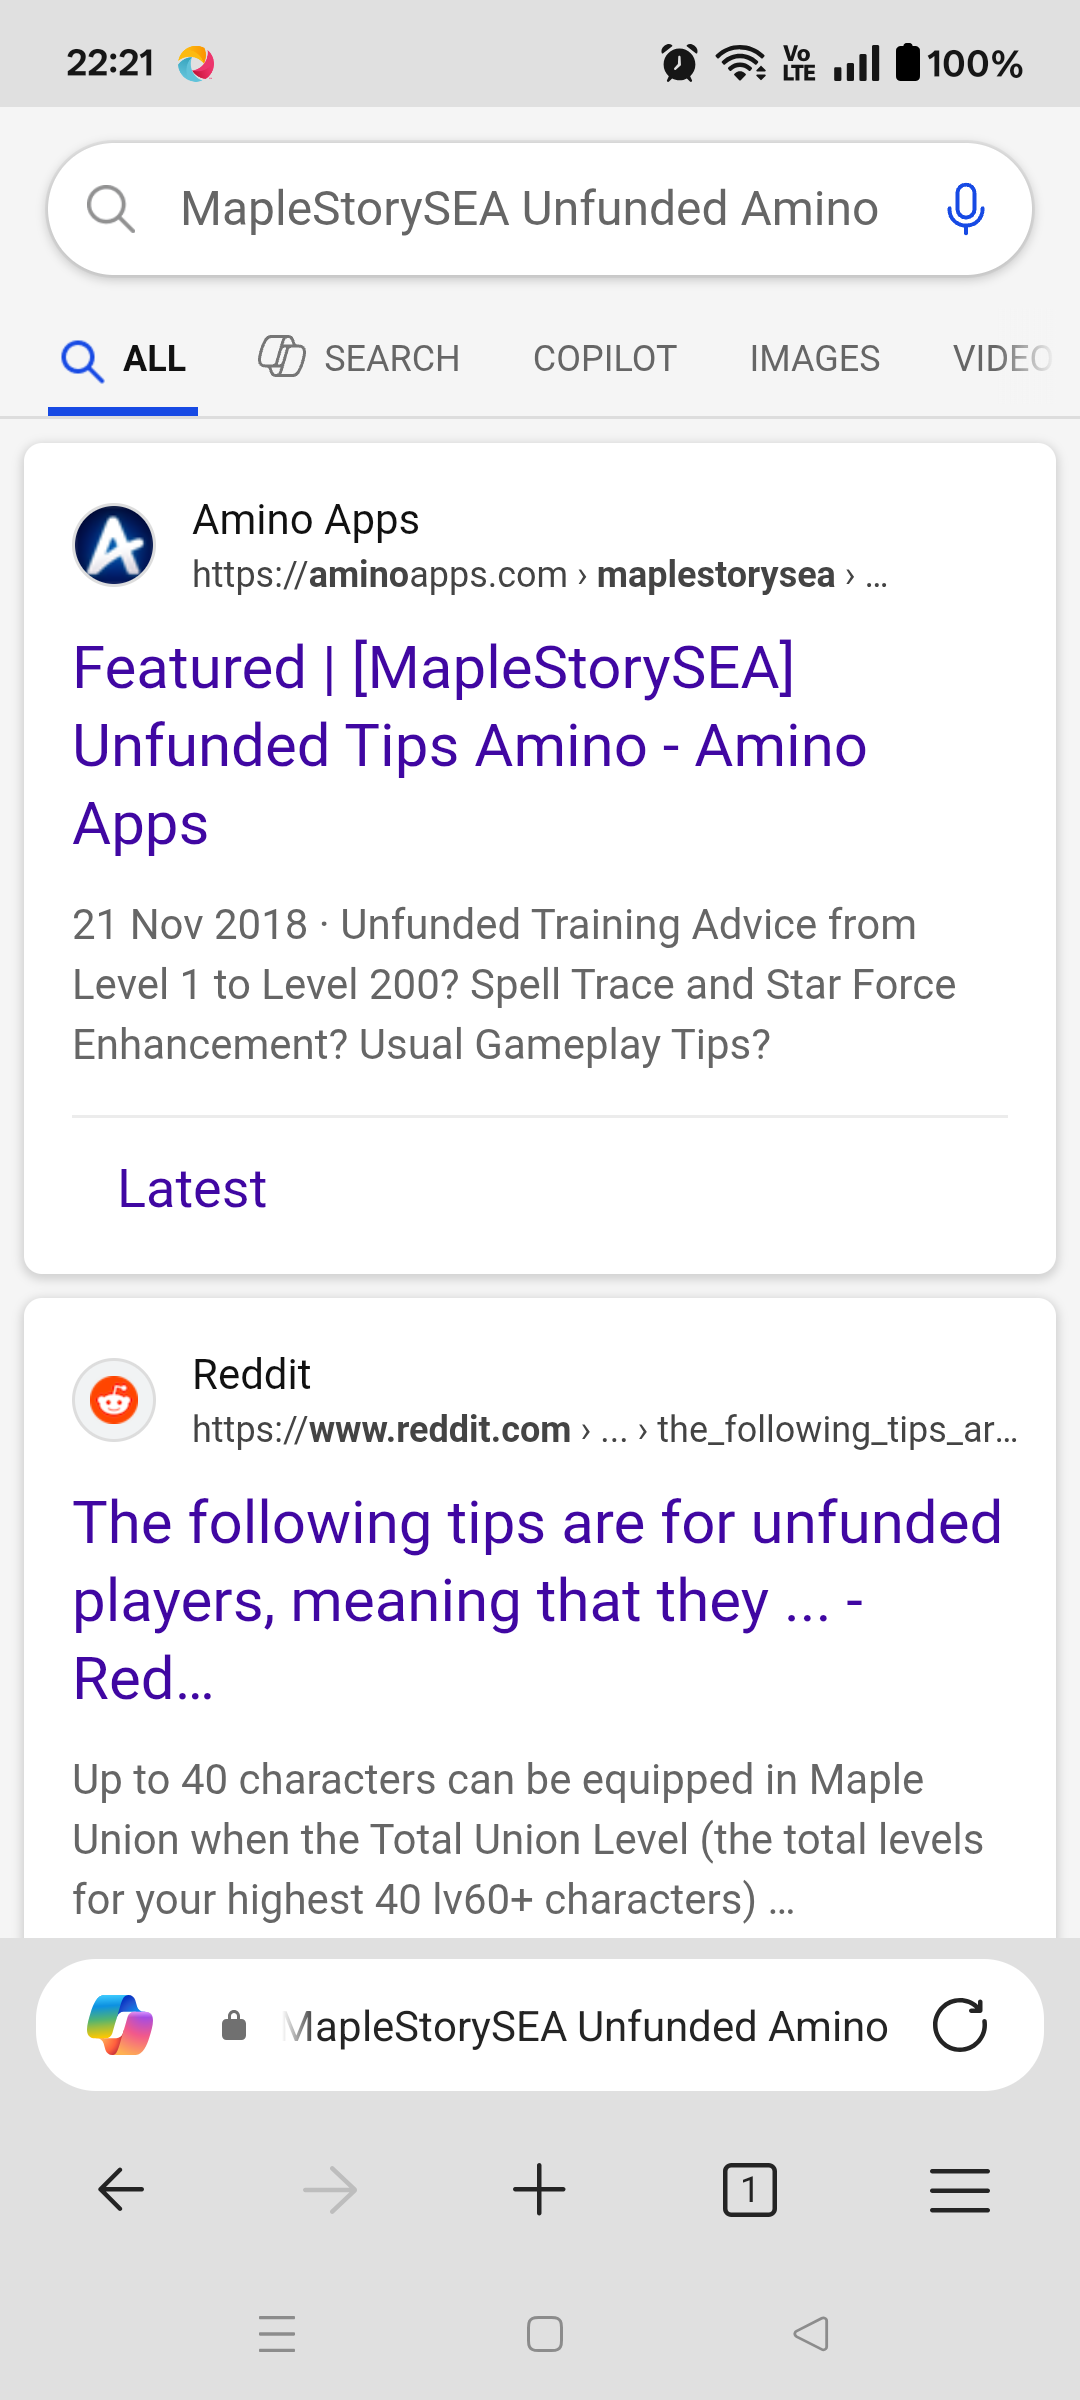 22:21 Vo LTE 100%
MapleStorySEA Unfunded Amino
ALL SEARCH COPILOT IMAGES VIDEO
Amino Apps
https://aminoapps.com › maplestorysea › ...
Featured | [MapleStorySEA]
Unfunded Tips Amino - Amino
Apps
21 Nov 2018 · Unfunded Training Advice from
Level 1 to Level 200? Spell Trace and Star Force
Enhancement? Usual Gameplay Tips?
Latest
Reddit
https://www.reddit.com › ... › the_following_tips_ar...
The following tips are for unfunded
players, meaning that they ... -
Red...
Up to 40 characters can be equipped in Maple
Union when the Total Union Level (the total levels
for your highest 40 lv60+ characters) ...
MapleStorySEA Unfunded Amino
1